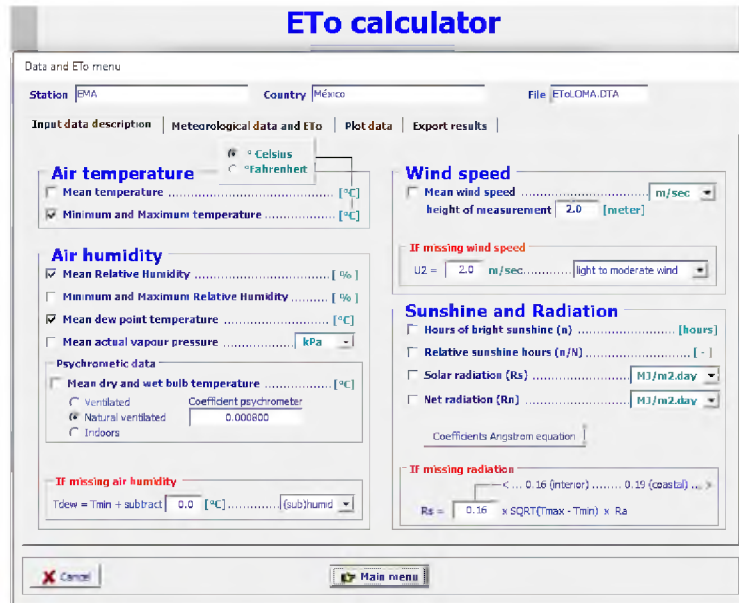 ETo calculator
Data and ETo menu
Station EMA Country México File EToLOMA.DTA
Input data description | Meteorological data and ETo | Plot data | Export results |
° Celsius
°Fahrenheit
Air temperature
Mean temperature ................................... [°C]
Minimum and Maximum temperature ............... [°C]
Air humidity
Mean Relative Humidity ............................ [ % ]
Minimum and Maximum Relative Humidity ......... [ % ]
Mean dew point temperature ...................... [°C]
Mean actual vapour pressure .............. kPa
Psychrometic data
Mean dry and wet bulb temperature ............. [°C]
Ventilated Coefficient psychrometer
Natural ventilated 0.000800
Indoors
If missing air humidity
Tdew = Tmin + subtract 0.0 [°C]............. (sub)humid
Wind speed
Mean wind speed ............................ m/sec
height of measurement 2.0 [meter]
If missing wind speed
U2 = 2.0 m/sec............ light to moderate wind
Sunshine and Radiation
Hours of bright sunshine (n) ........................ [hours]
Relative sunshine hours (n/N) ....................... [ - ]
Solar radiation (Rs) ..................... MJ/m2.day
Net radiation (Rn) ....................... MJ/m2.day
Coefficients Angstrom equation
If missing radiation
< ... 0.16 (interior) ........ 0.19 (coastal) ... >
Rs = 0.16 x SQRT(Tmax - Tmin) x Ra
Cancel
Main menu